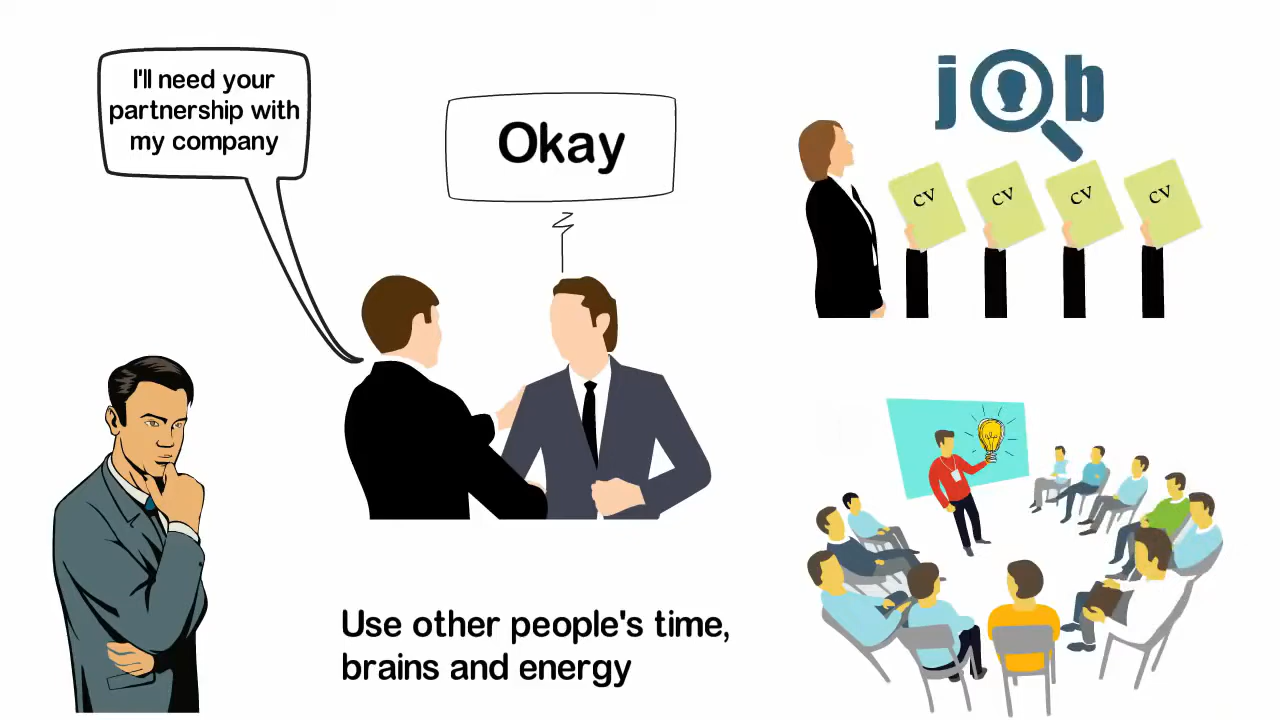 I'll need your
partnership with
my company
Okay
job
cv cv cv cv
Use other people's time,
brains and energy